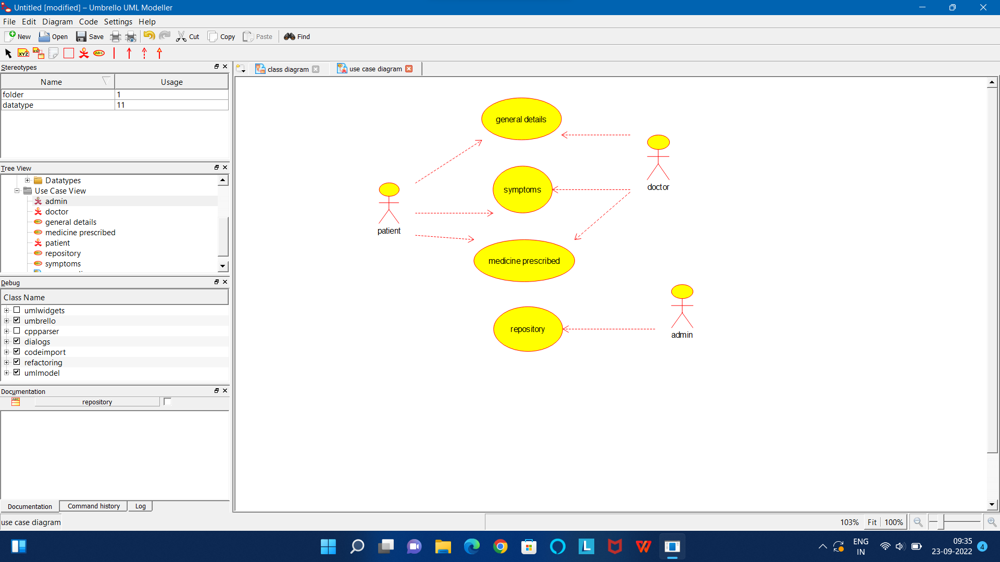 Untitled [modified] – Umbrello UML Modeller
File Edit Diagram Code Settings Help
New Open Save Cut Copy Paste Find
XYZ XYZ ABC
Stereotypes
Name Usage
folder 1
datatype 11
Tree View
Datatypes
Use Case View
admin
doctor
general details
medicine prescribed
patient
repository
symptoms
Debug
Class Name
umlwidgets
umbrello
cppparser
dialogs
codeimport
refactoring
umlmodel
Documentation
repository
Documentation Command history Log
use case diagram
class diagram use case diagram
general details
doctor
symptoms
patient
medicine prescribed
repository
admin
103% Fit 100%
L
ENG
IN
09:35
23-09-2022
4